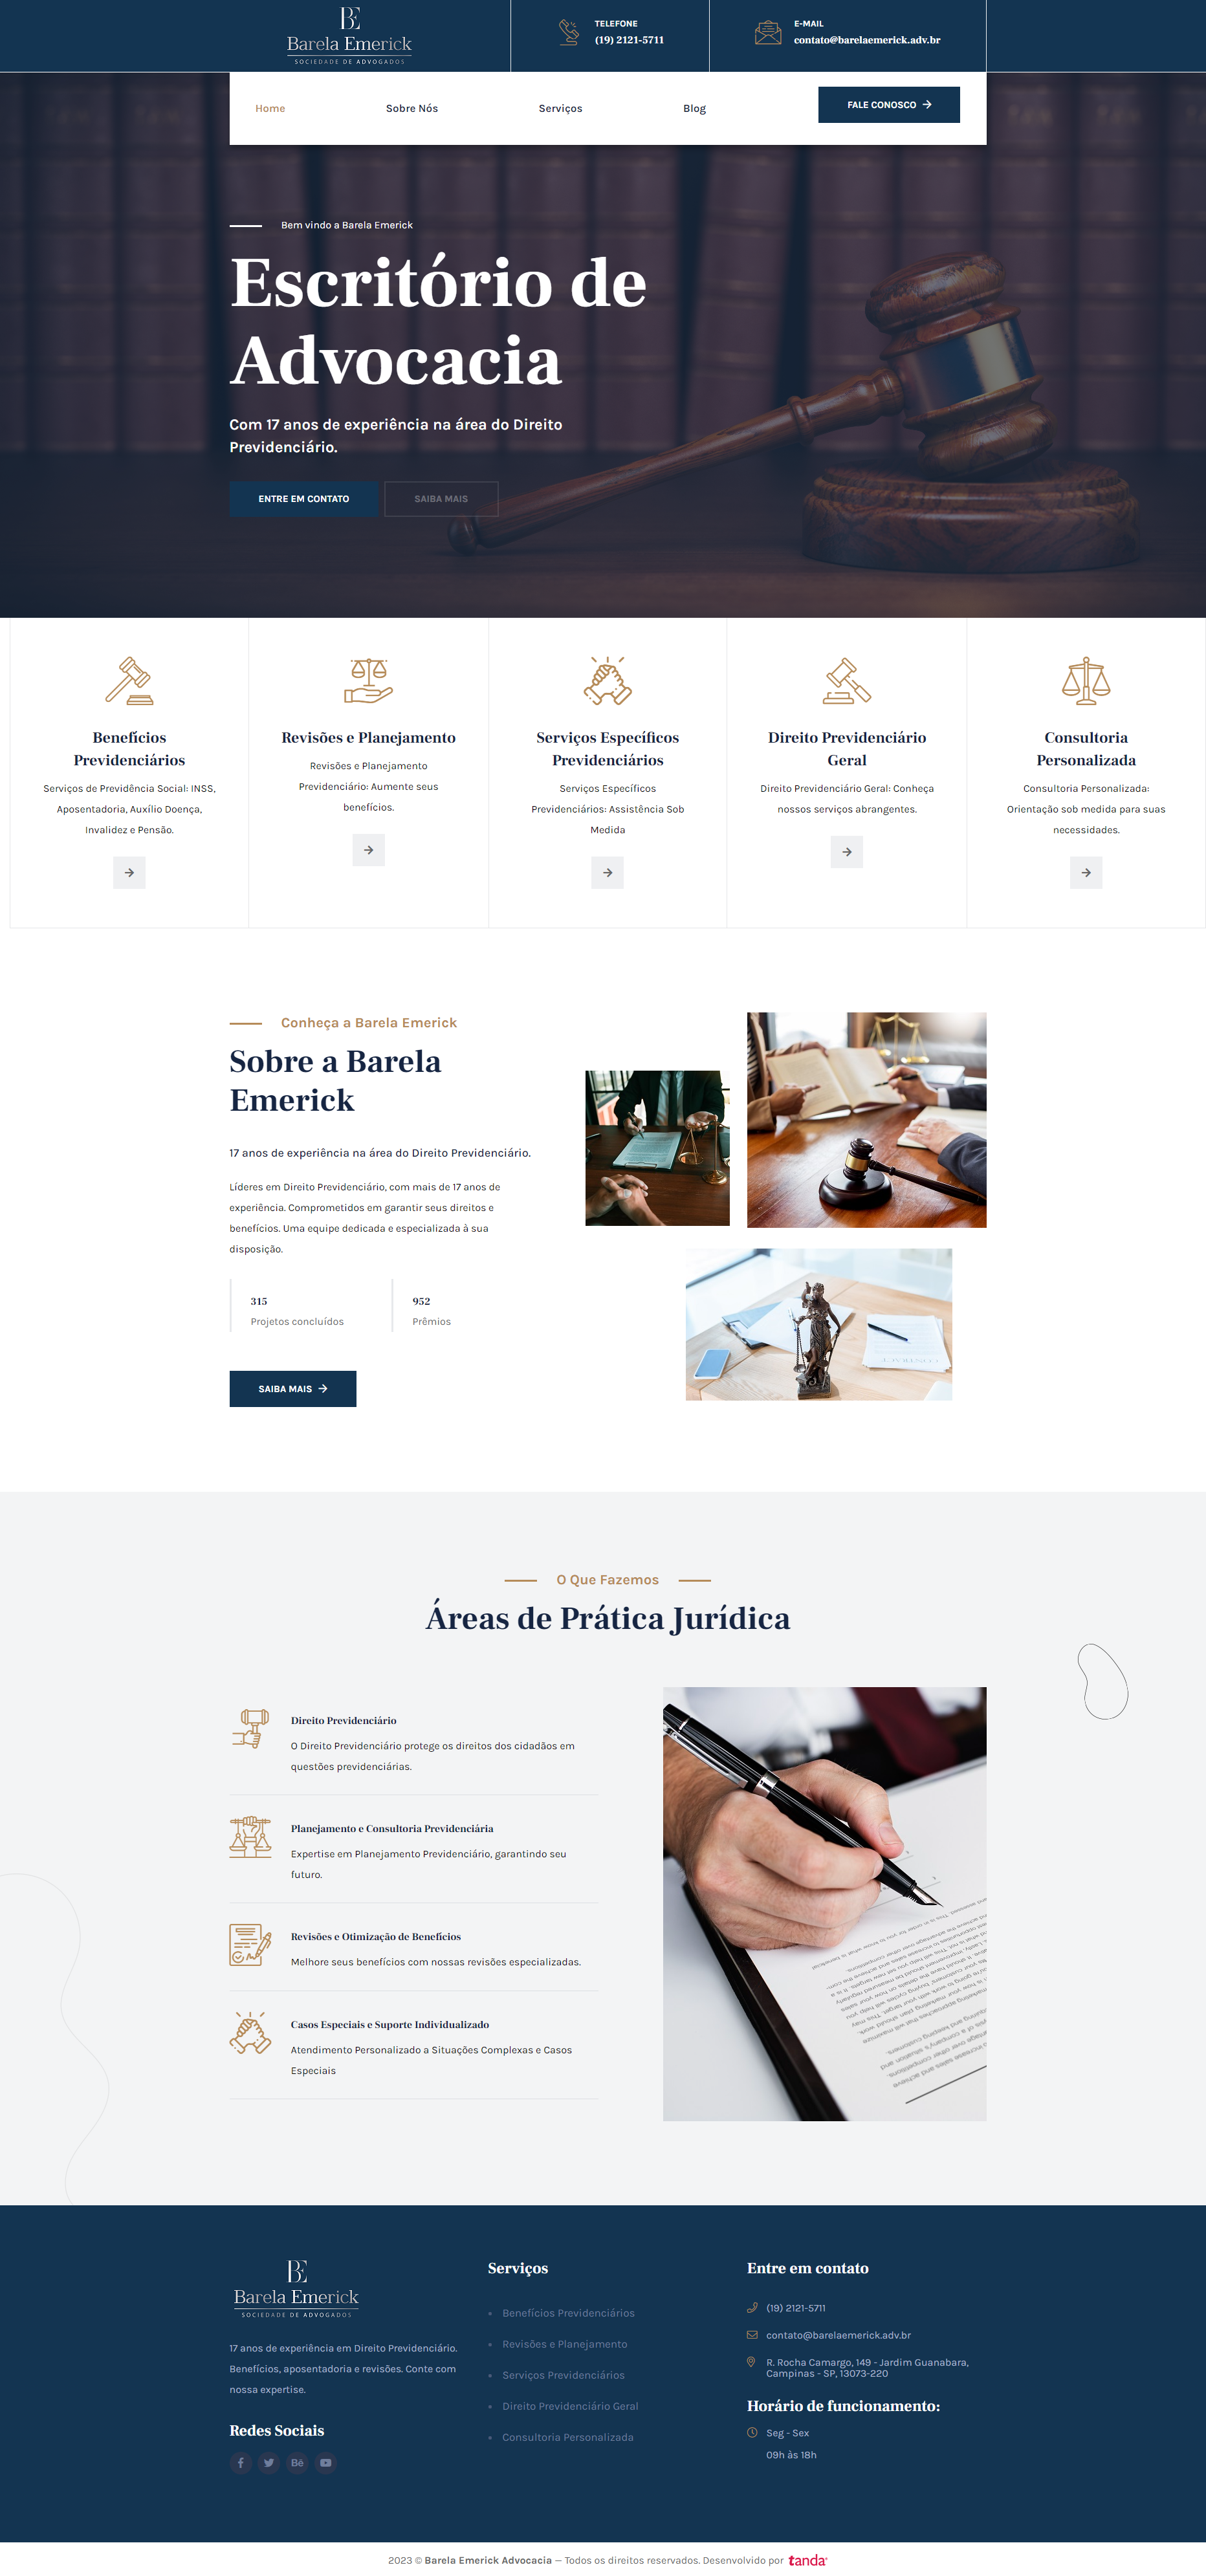 BE
Barela Emerick
SOCIEDADE DE ADVOGADOS
TELEFONE
(19) 2121-5711
E-MAIL
contato@barelaemerick.adv.br
Home
Sobre Nós
Serviços
Blog
FALE CONOSCO
Bem vindo a Barela Emerick
Escritório de
Advocacia
Com 17 anos de experiência na área do Direito
Previdenciário.
ENTRE EM CONTATO
SAIBA MAIS
Benefícios
Previdenciários
Serviços de Previdência Social: INSS,
Aposentadoria, Auxílio Doença,
Invalidez e Pensão.
Revisões e Planejamento
Revisões e Planejamento
Previdenciário: Aumente seus
benefícios.
Serviços Específicos
Previdenciários
Serviços Específicos
Previdenciários: Assistência Sob
Medida
Direito Previdenciário
Geral
Direito Previdenciário Geral: Conheça
nossos serviços abrangentes.
Consultoria
Personalizada
Consultoria Personalizada:
Orientação sob medida para suas
necessidades.
Conheça a Barela Emerick
Sobre a Barela
Emerick
17 anos de experiência na área do Direito Previdenciário.
Líderes em Direito Previdenciário, com mais de 17 anos de
experiência. Comprometidos em garantir seus direitos e
benefícios. Uma equipe dedicada e especializada à sua
disposição.
315
Projetos concluídos
952
Prêmios
SAIBA MAIS
O Que Fazemos
Áreas de Prática Jurídica
Direito Previdenciário
O Direito Previdenciário protege os direitos dos cidadãos em
questões previdenciárias.
Planejamento e Consultoria Previdenciária
Expertise em Planejamento Previdenciário, garantindo seu
futuro.
Revisões e Otimização de Benefícios
Melhore seus benefícios com nossas revisões especializadas.
Casos Especiais e Suporte Individualizado
Atendimento Personalizado a Situações Complexas e Casos
Especiais
BE
Barela Emerick
SOCIEDADE DE ADVOGADOS
17 anos de experiência em Direito Previdenciário.
Benefícios, aposentadoria e revisões. Conte com
nossa expertise.
Redes Sociais
Serviços
Benefícios Previdenciários
Revisões e Planejamento
Serviços Previdenciários
Direito Previdenciário Geral
Consultoria Personalizada
Entre em contato
(19) 2121-5711
contato@barelaemerick.adv.br
R. Rocha Camargo, 149 - Jardim Guanabara,
Campinas - SP, 13073-220
Horário de funcionamento:
Seg - Sex
09h às 18h
2023 © Barela Emerick Advocacia — Todos os direitos reservados. Desenvolvido por tanda